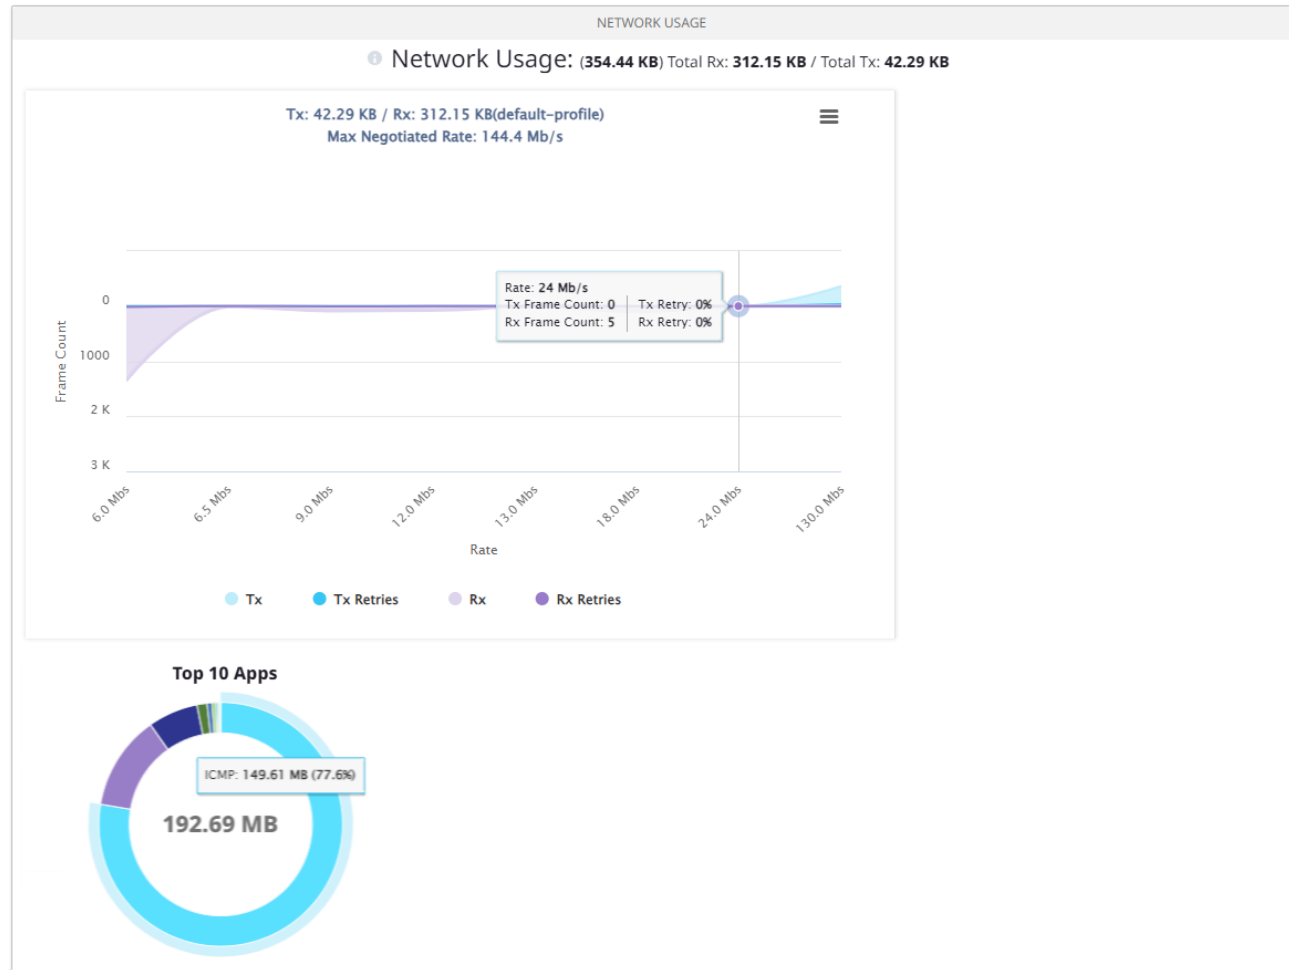 NETWORK USAGE
Network Usage: (354.44 KB) Total Rx: 312.15 KB / Total Tx: 42.29 KB
Tx: 42.29 KB / Rx: 312.15 KB(default-profile)
Max Negotiated Rate: 144.4 Mb/s
Frame Count
0
1000
2 K
3 K
Rate: 24 Mb/s
Tx Frame Count: 0 Tx Retry: 0%
Rx Frame Count: 5 Rx Retry: 0%
6.0 Mbs
6.5 Mbs
9.0 Mbs
12.0 Mbs
13.0 Mbs
18.0 Mbs
24.0 Mbs
130.0 Mbs
Rate
Tx Tx Retries Rx Rx Retries
Top 10 Apps
ICMP: 149.61 MB (77.6%)
192.69 MB